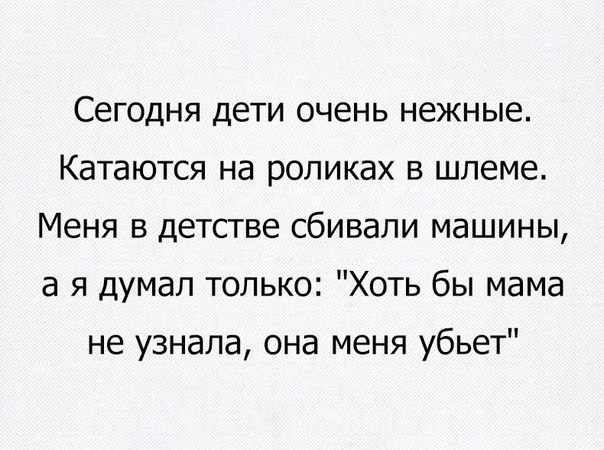 Сегодня дети очень нежные.
Катаются на роликах в шлеме.
Меня в детстве сбивали машины,
а я думал только: "Хоть бы мама
не узнала, она меня убьет"